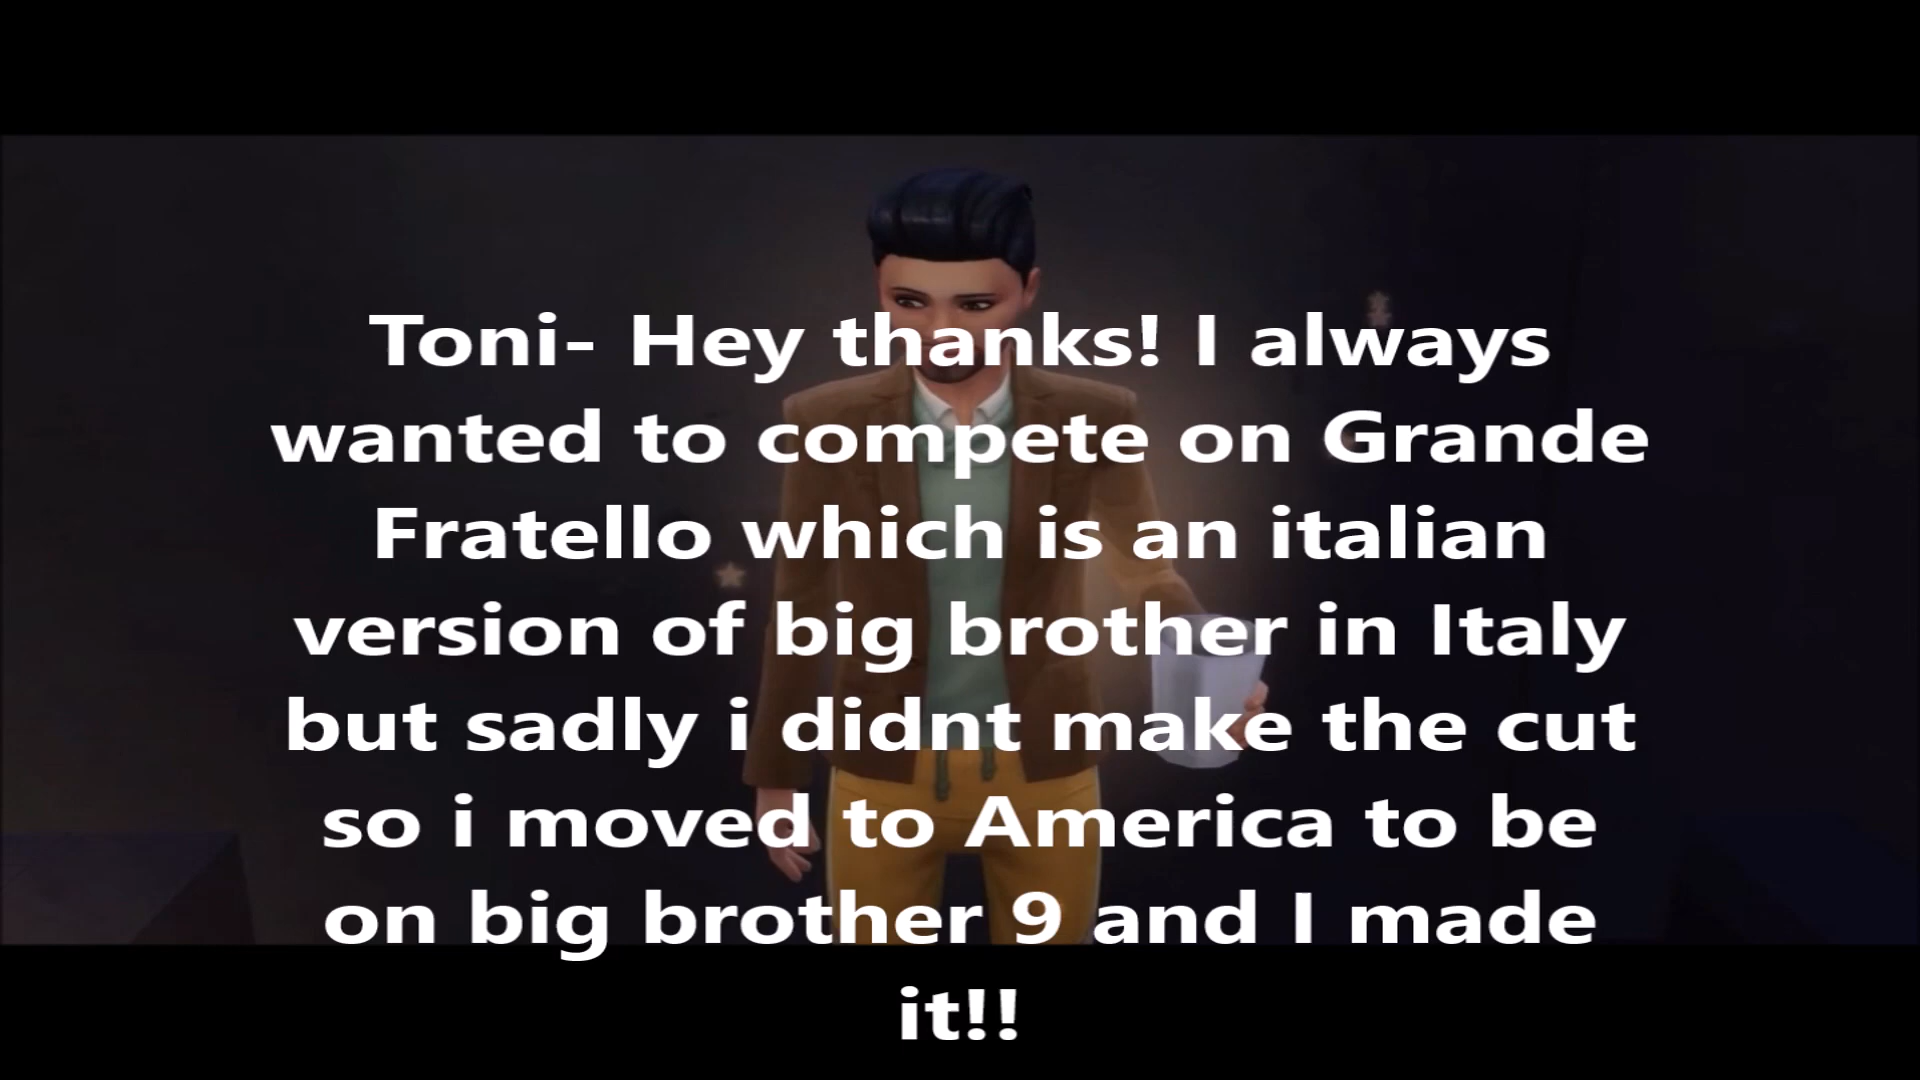 Toni- Hey thanks! I always
wanted to compete on Grande
Fratello which is an italian
version of big brother in Italy
but sadly i didnt make the cut
so i moved to America to be
on big brother 9 and I made
it!!